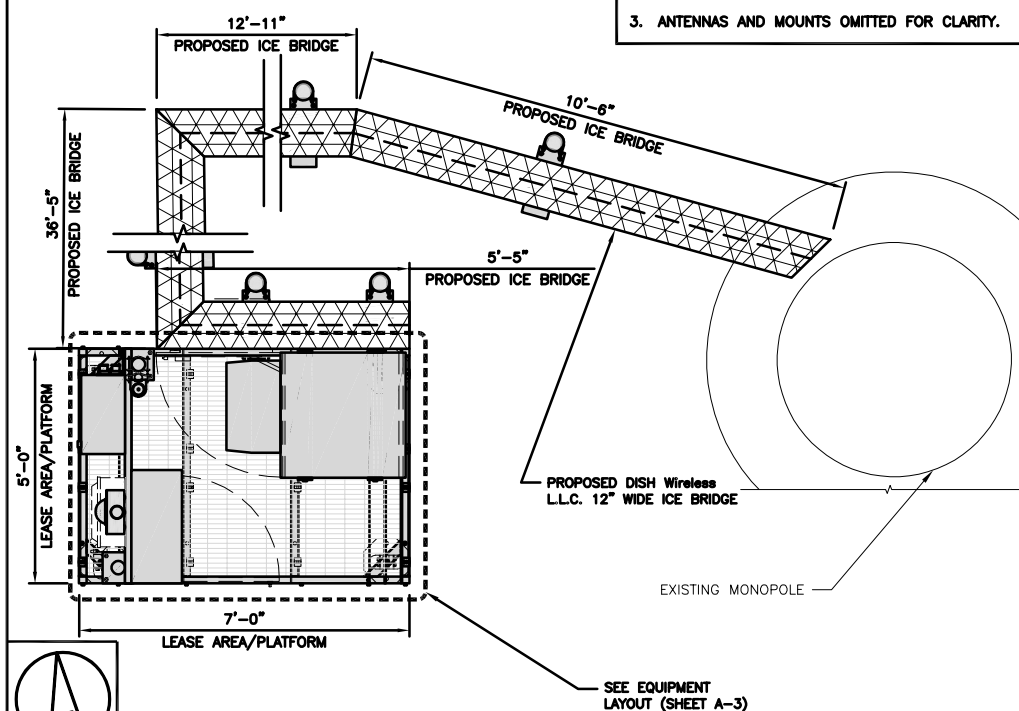 3. ANTENNAS AND MOUNTS OMITTED FOR CLARITY.
12'-11"
PROPOSED ICE BRIDGE
10'-6"
PROPOSED ICE BRIDGE
36'-5"
PROPOSED ICE BRIDGE
5'-5"
PROPOSED ICE BRIDGE
5'-0"
LEASE AREA/PLATFORM
PROPOSED DISH Wireless
L.L.C. 12" WIDE ICE BRIDGE
EXISTING MONOPOLE
7'-0"
LEASE AREA/PLATFORM
SEE EQUIPMENT
LAYOUT (SHEET A-3)